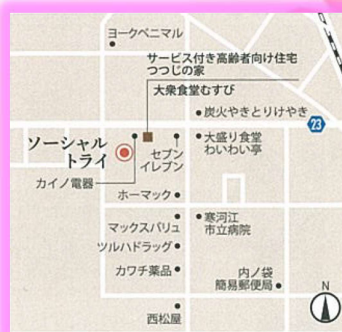 ヨークベニマル
サービス付き高齢者向け住宅
つつじの家
大衆食堂むすび
炭火やきとりけやき
23
ソーシャル
トライ
セブン
イレブン
大盛り食堂
わいわい亭
カイノ電器
ホーマック
マックスバリュ
寒河江
市立病院
ツルハドラッグ
カワチ薬品
内ノ袋
簡易郵便局
N
西松屋